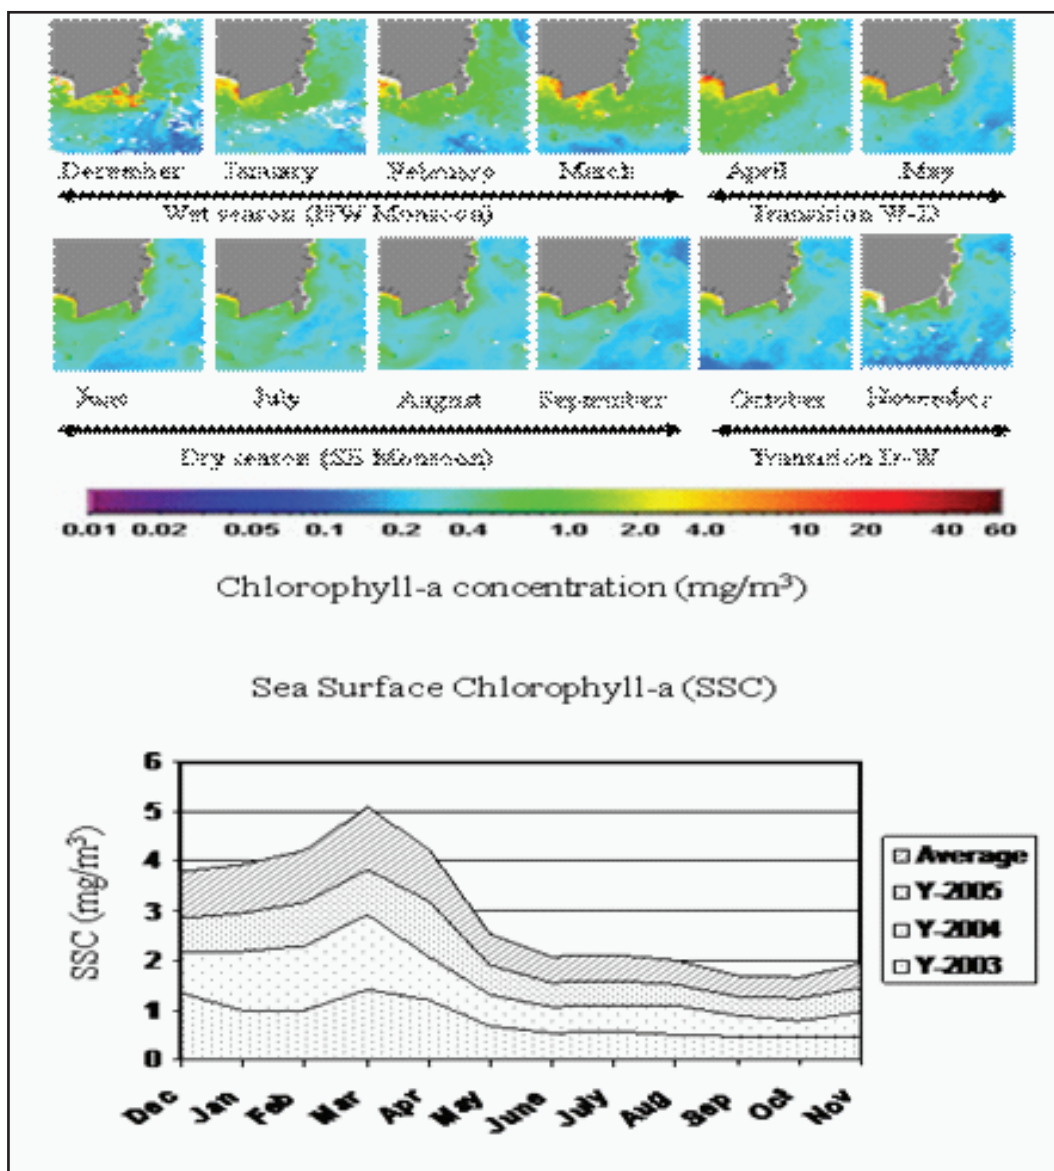 December January February March April May
Wet season (NW Monsoon) Transition W-D
June July August September October November
Dry season (SE Monsoon) Transition D-W
0.01 0.02 0.05 0.1 0.2 0.4 1.0 2.0 4.0 10 20 40 60
Chlorophyll-a concentration (mg/m³)
Sea Surface Chlorophyll-a (SSC)
SSC (mg/m³)
6
5
4
3
2
1
0
Dec Jan Feb Mar Apr May June July Aug Sep Oct Nov
Average
Y-2005
Y-2004
Y-2003